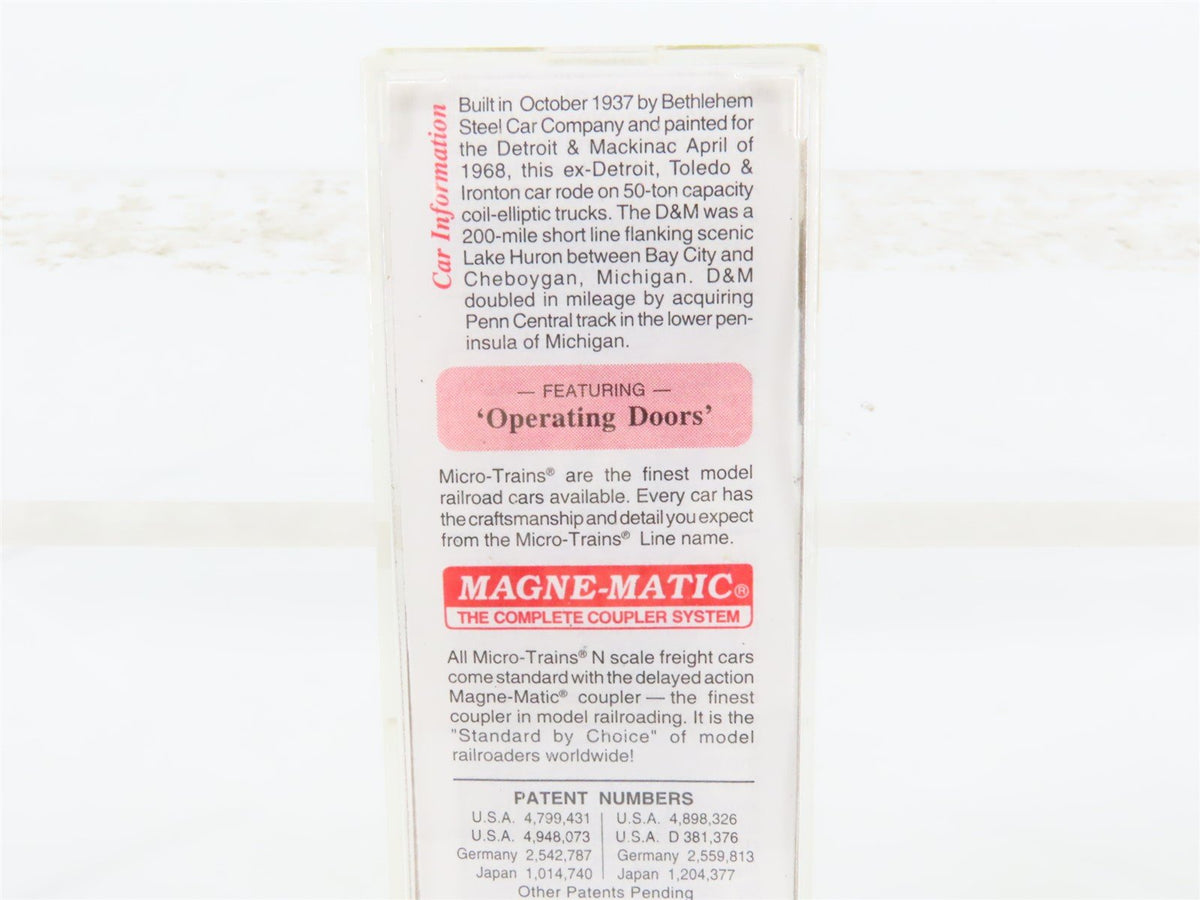 Car Information
Built in October 1937 by Bethlehem
Steel Car Company and painted for
the Detroit & Mackinac April of
1968, this ex-Detroit, Toledo &
Ironton car rode on 50-ton capacity
coil-elliptic trucks. The D&M was a
200-mile short line flanking scenic
Lake Huron between Bay City and
Cheboygan, Michigan. D&M
doubled in mileage by acquiring
Penn Central track in the lower pen-
insula of Michigan.
— FEATURING —
'Operating Doors'
Micro-Trains® are the finest model
railroad cars available. Every car has
the craftsmanship and detail you expect
from the Micro-Trains® Line name.
MAGNE-MATIC®
THE COMPLETE COUPLER SYSTEM
All Micro-Trains® N scale freight cars
come standard with the delayed action
Magne-Matic® coupler — the finest
coupler in model railroading. It is the
"Standard by Choice" of model
railroaders worldwide!
PATENT NUMBERS
U.S.A. 4,799,431 U.S.A. 4,898,326
U.S.A. 4,948,073 U.S.A. D 381,376
Germany 2,542,787 Germany 2,559,813
Japan 1,014,740 Japan 1,204,377
Other Patents Pending